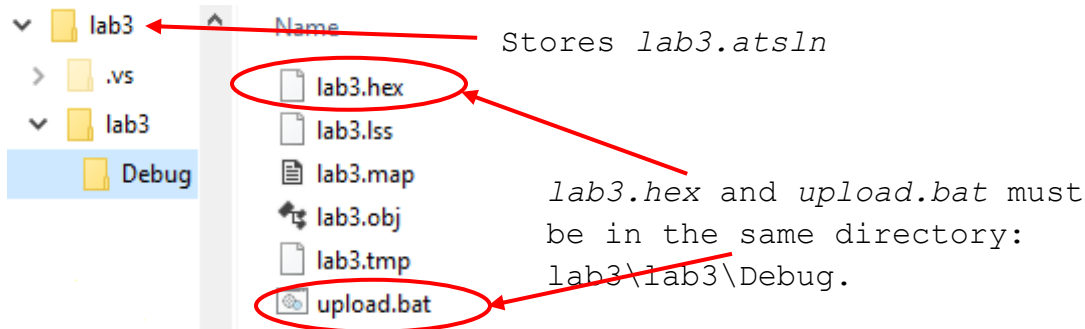 lab3
.vs
lab3
Debug
Name
lab3.hex
lab3.lss
lab3.map
lab3.obj
lab3.tmp
upload.bat
Stores lab3.atsln
lab3.hex and upload.bat must
be in the same directory:
lab3\lab3\Debug.